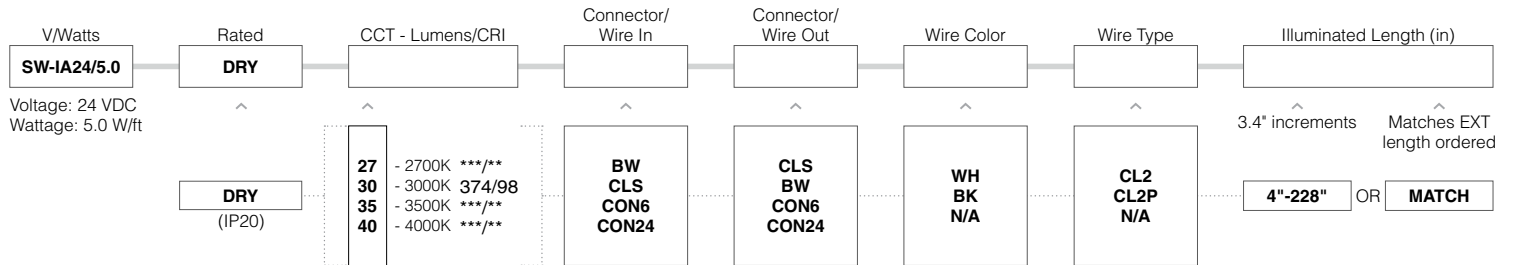 V/Watts
Rated
CCT - Lumens/CRI
Connector/
Wire In
Connector/
Wire Out
Wire Color
Wire Type
Illuminated Length (in)
SW-IA24/5.0
DRY
Voltage: 24 VDC
Wattage: 5.0 W/ft
DRY
(IP20)
27 - 2700K ***/**
30 - 3000K 374/98
35 - 3500K ***/**
40 - 4000K ***/**
BW
CLS
CON6
CON24
CLS
BW
CON6
CON24
WH
BK
N/A
CL2
CL2P
N/A
3.4" increments
Matches EXT
length ordered
4"-228" OR MATCH